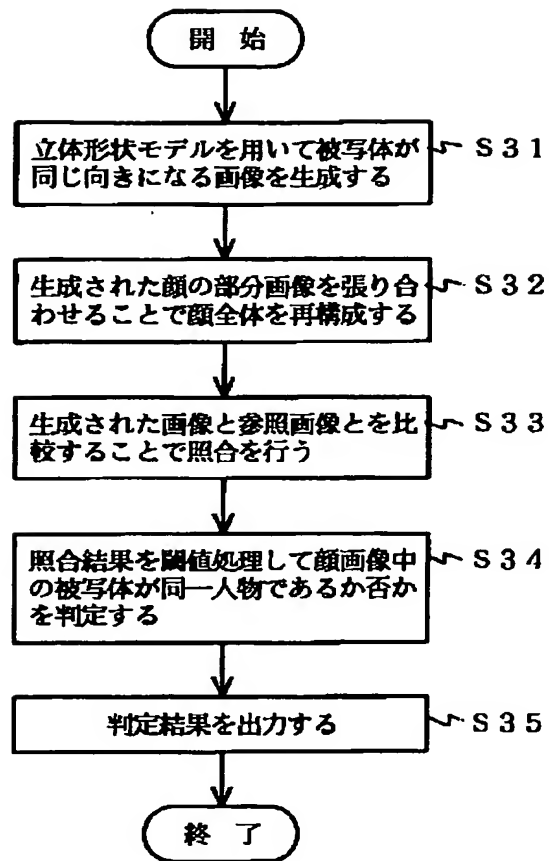 開 始
立体形状モデルを用いて被写体が S31
同じ向きになる画像を生成する
生成された顔の部分画像を張り合 S32
わせることで顔全体を再構成する
生成された画像と参照画像とを比 S33
較することで照合を行う
照合結果を閾値処理して顔画像中 S34
の被写体が同一人物であるか否か
を判定する
判定結果を出力する S35
終 了